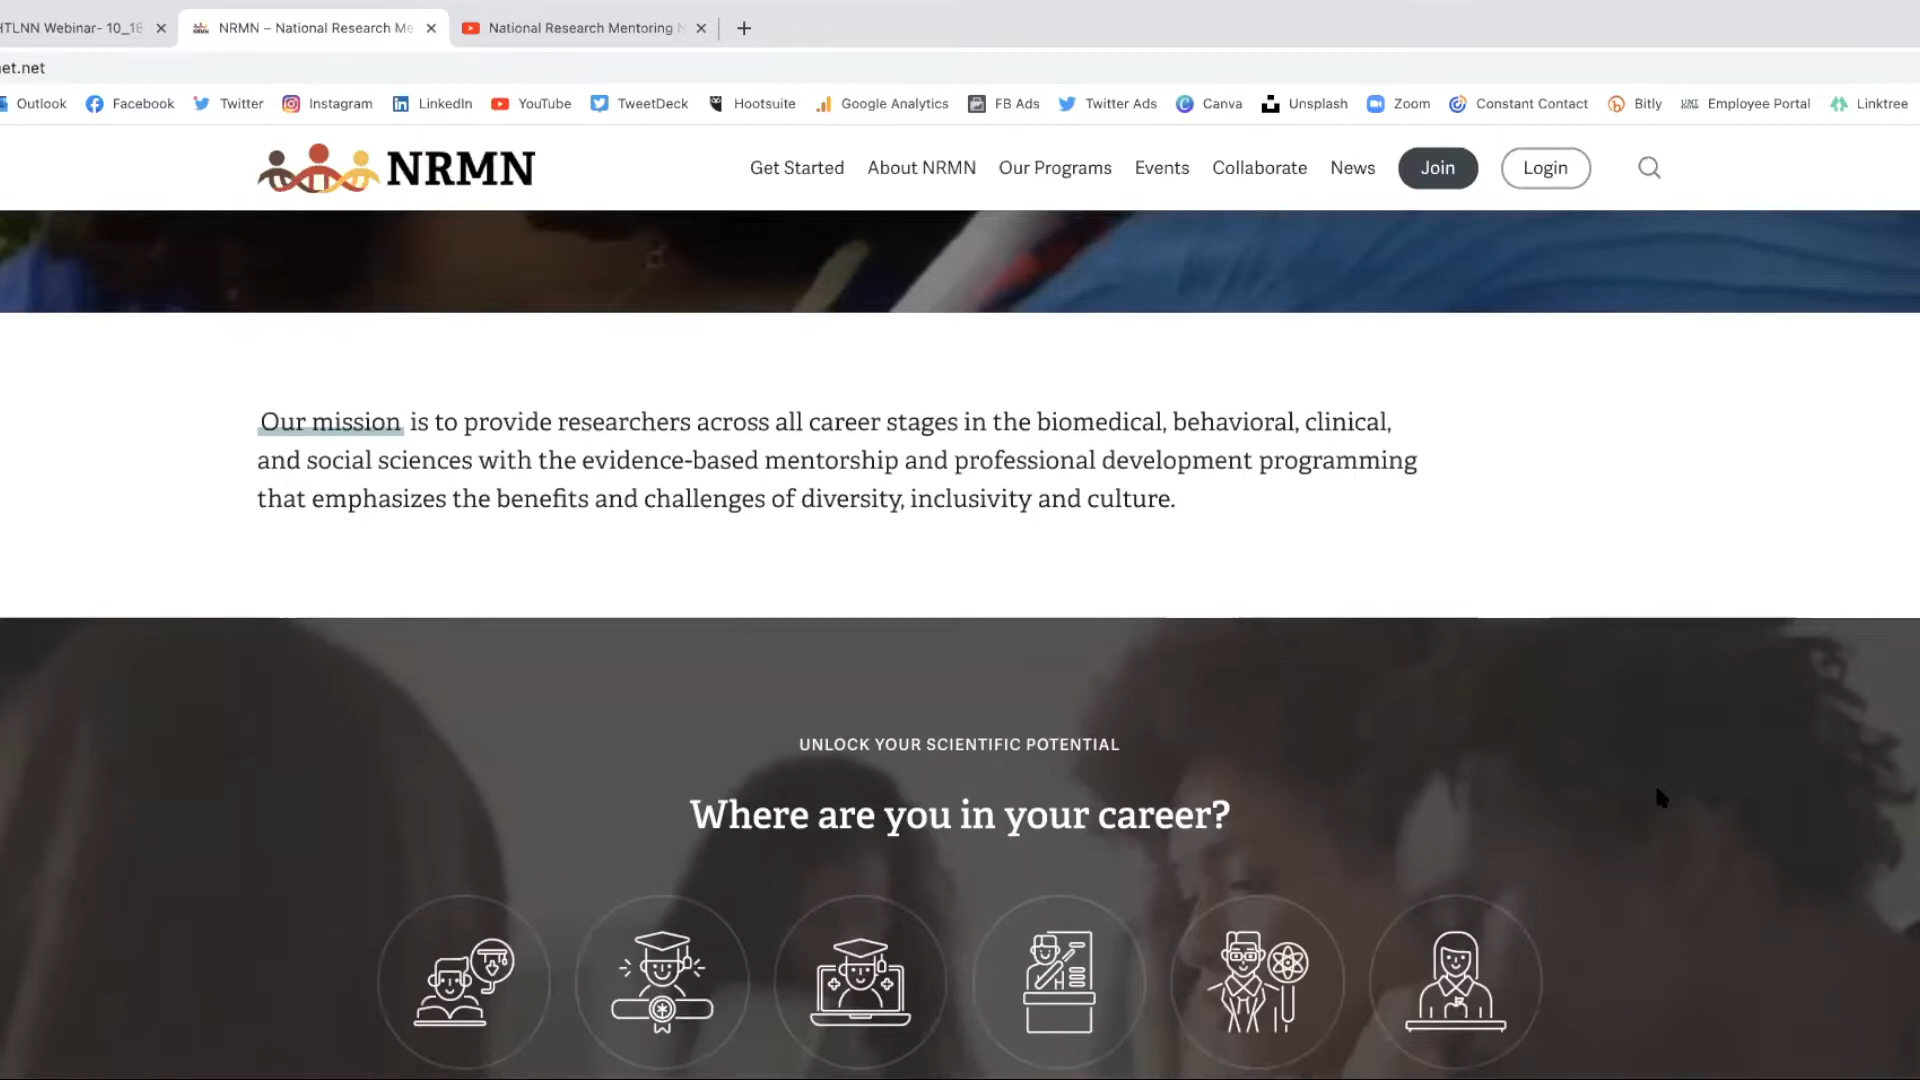 TLNN Webinar- 10_18
NRMN – National Research Me
National Research Mentoring
et.net
Outlook Facebook Twitter Instagram LinkedIn YouTube TweetDeck Hootsuite Google Analytics FB Ads Twitter Ads Canva Unsplash Zoom Constant Contact Bitly Employee Portal Linktree
NRMN Get Started About NRMN Our Programs Events Collaborate News Join Login
Our mission is to provide researchers across all career stages in the biomedical, behavioral, clinical,
and social sciences with the evidence-based mentorship and professional development programming
that emphasizes the benefits and challenges of diversity, inclusivity and culture.
UNLOCK YOUR SCIENTIFIC POTENTIAL
Where are you in your career?